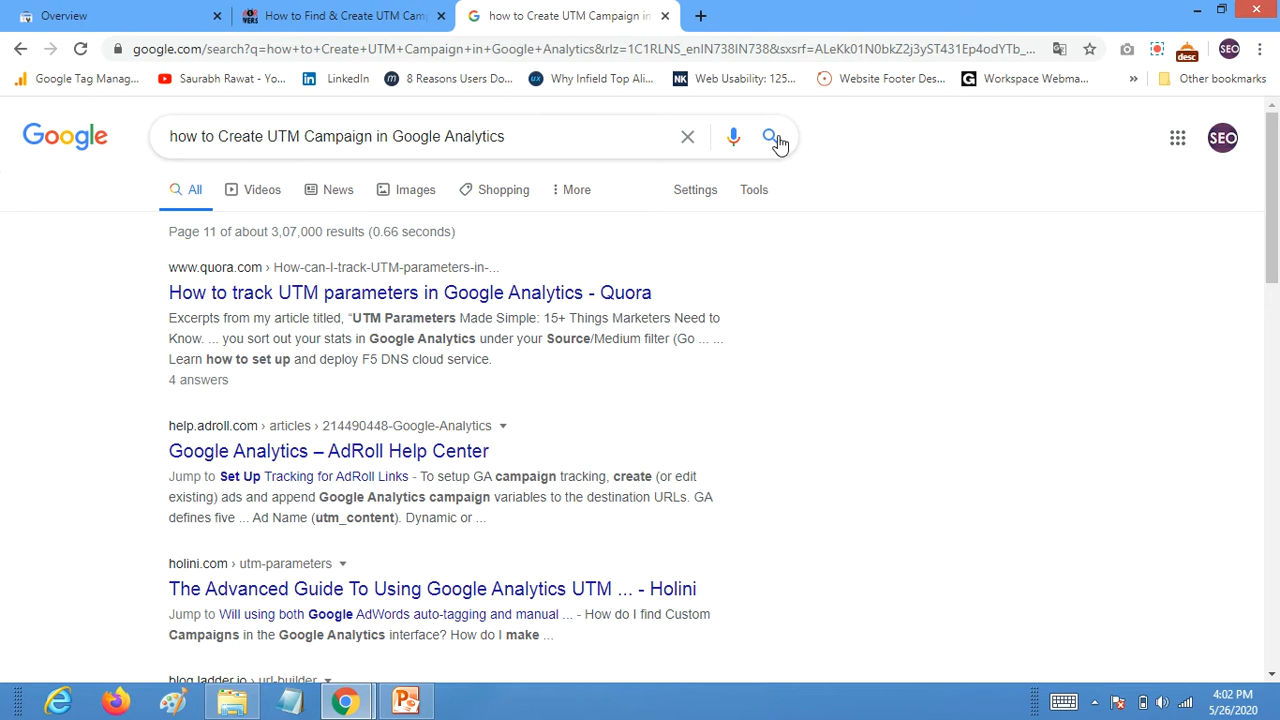 Overview
How to Find & Create UTM Camp
how to Create UTM Campaign in
google.com/search?q=how+to+Create+UTM+Campaign+in+Google+Analytics&rlz=1C1RLNS_enIN738IN738&sxsrf=ALeKk01N0bkZ2j3yST431Ep4odYTb_...
desc
SEO
Google Tag Manag...
Saurabh Rawat - Yo...
LinkedIn
8 Reasons Users Do...
Why Infield Top Ali...
NK
Web Usability: 125...
Website Footer Des...
Workspace Webma...
»
Other bookmarks
Google
how to Create UTM Campaign in Google Analytics
SEO
All
Videos
News
Images
Shopping
More
Settings
Tools
Page 11 of about 3,07,000 results (0.66 seconds)
www.quora.com › How-can-I-track-UTM-parameters-in-...
How to track UTM parameters in Google Analytics - Quora
Excerpts from my article titled, “UTM Parameters Made Simple: 15+ Things Marketers Need to
Know. ... you sort out your stats in Google Analytics under your Source/Medium filter (Go ... ...
Learn how to set up and deploy F5 DNS cloud service.
4 answers
help.adroll.com › articles › 214490448-Google-Analytics
Google Analytics – AdRoll Help Center
Jump to Set Up Tracking for AdRoll Links - To setup GA campaign tracking, create (or edit
existing) ads and append Google Analytics campaign variables to the destination URLs. GA
defines five ... Ad Name (utm_content). Dynamic or ...
holini.com › utm-parameters
The Advanced Guide To Using Google Analytics UTM ... - Holini
Jump to Will using both Google AdWords auto-tagging and manual ... - How do I find Custom
Campaigns in the Google Analytics interface? How do I make ...
blog.ladder.io › url-builder
4:02 PM
5/26/2020